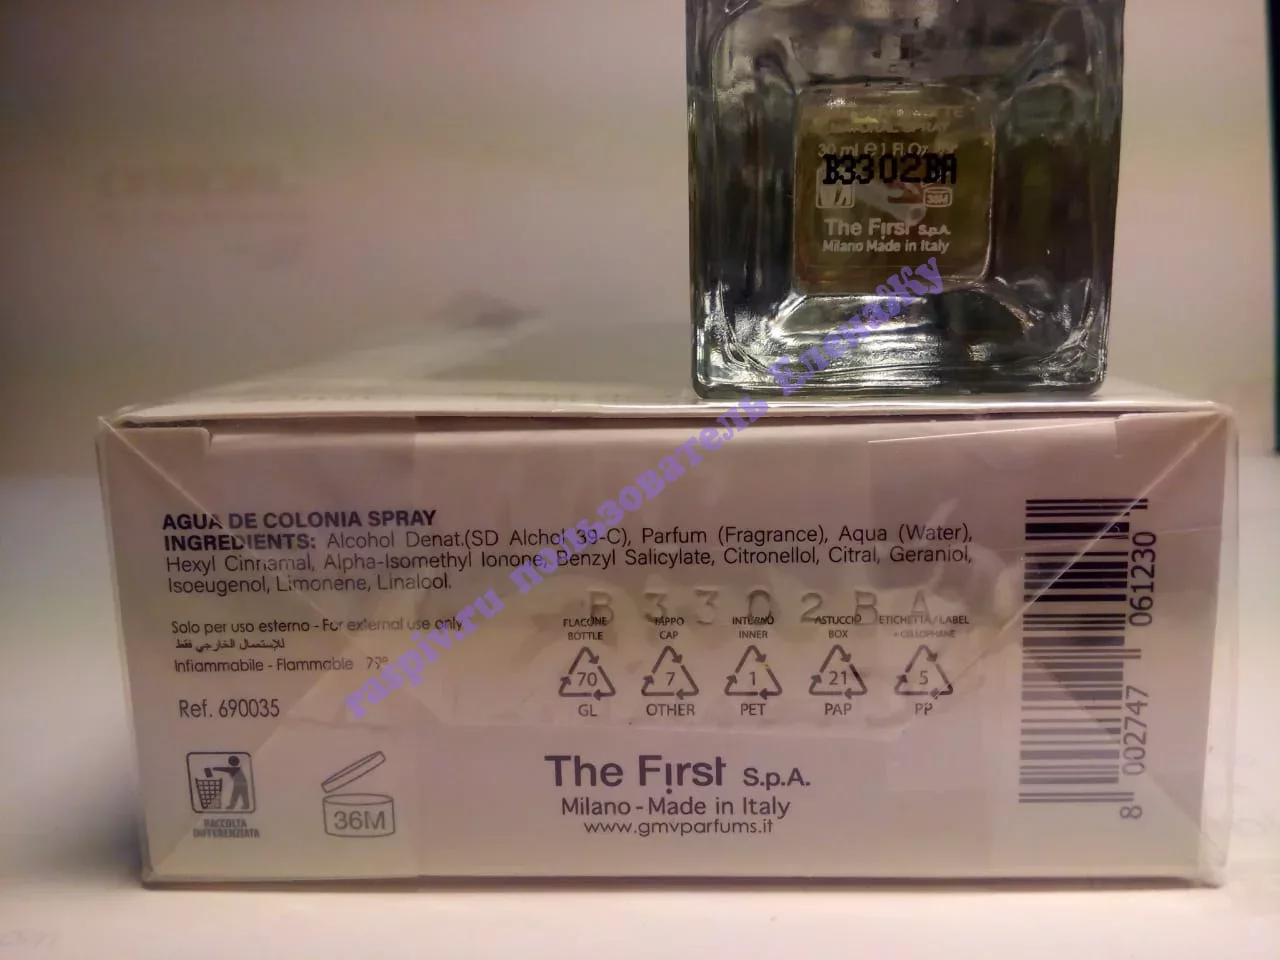 NATURAL SPRAY
30 ml e 1 Fl.Oz
B3302BA
36M
The First S.p.A.
Milano Made in Italy
AGUA DE COLONIA SPRAY
INGREDIENTS: Alcohol Denat.(SD Alchol 39-C), Parfum (Fragrance), Aqua (Water),
Hexyl Cinnamal, Alpha-Isomethyl Ionone, Benzyl Salicylate, Citronellol, Citral, Geraniol,
Isoeugenol, Limonene, Linalool.
Solo per uso esterno - For external use only
للإستعمال الخارجي فقط
Infiammabile - Flammable 79°
Ref. 690035
RACCOLTA
DIFFERENZIATA
36M
B3302BA
FLACONE
BOTTLE
TAPPO
CAP
INTERNO
INNER
ASTUCCIO
BOX
ETICHETTA/LABEL
+ CELLOPHANE
70
GL
7
OTHER
1
PET
21
PAP
5
PP
The First S.p.A.
Milano - Made in Italy
www.gmvparfums.it
8 002747 061230
raspiv.ru пользователь ЕленаЖу